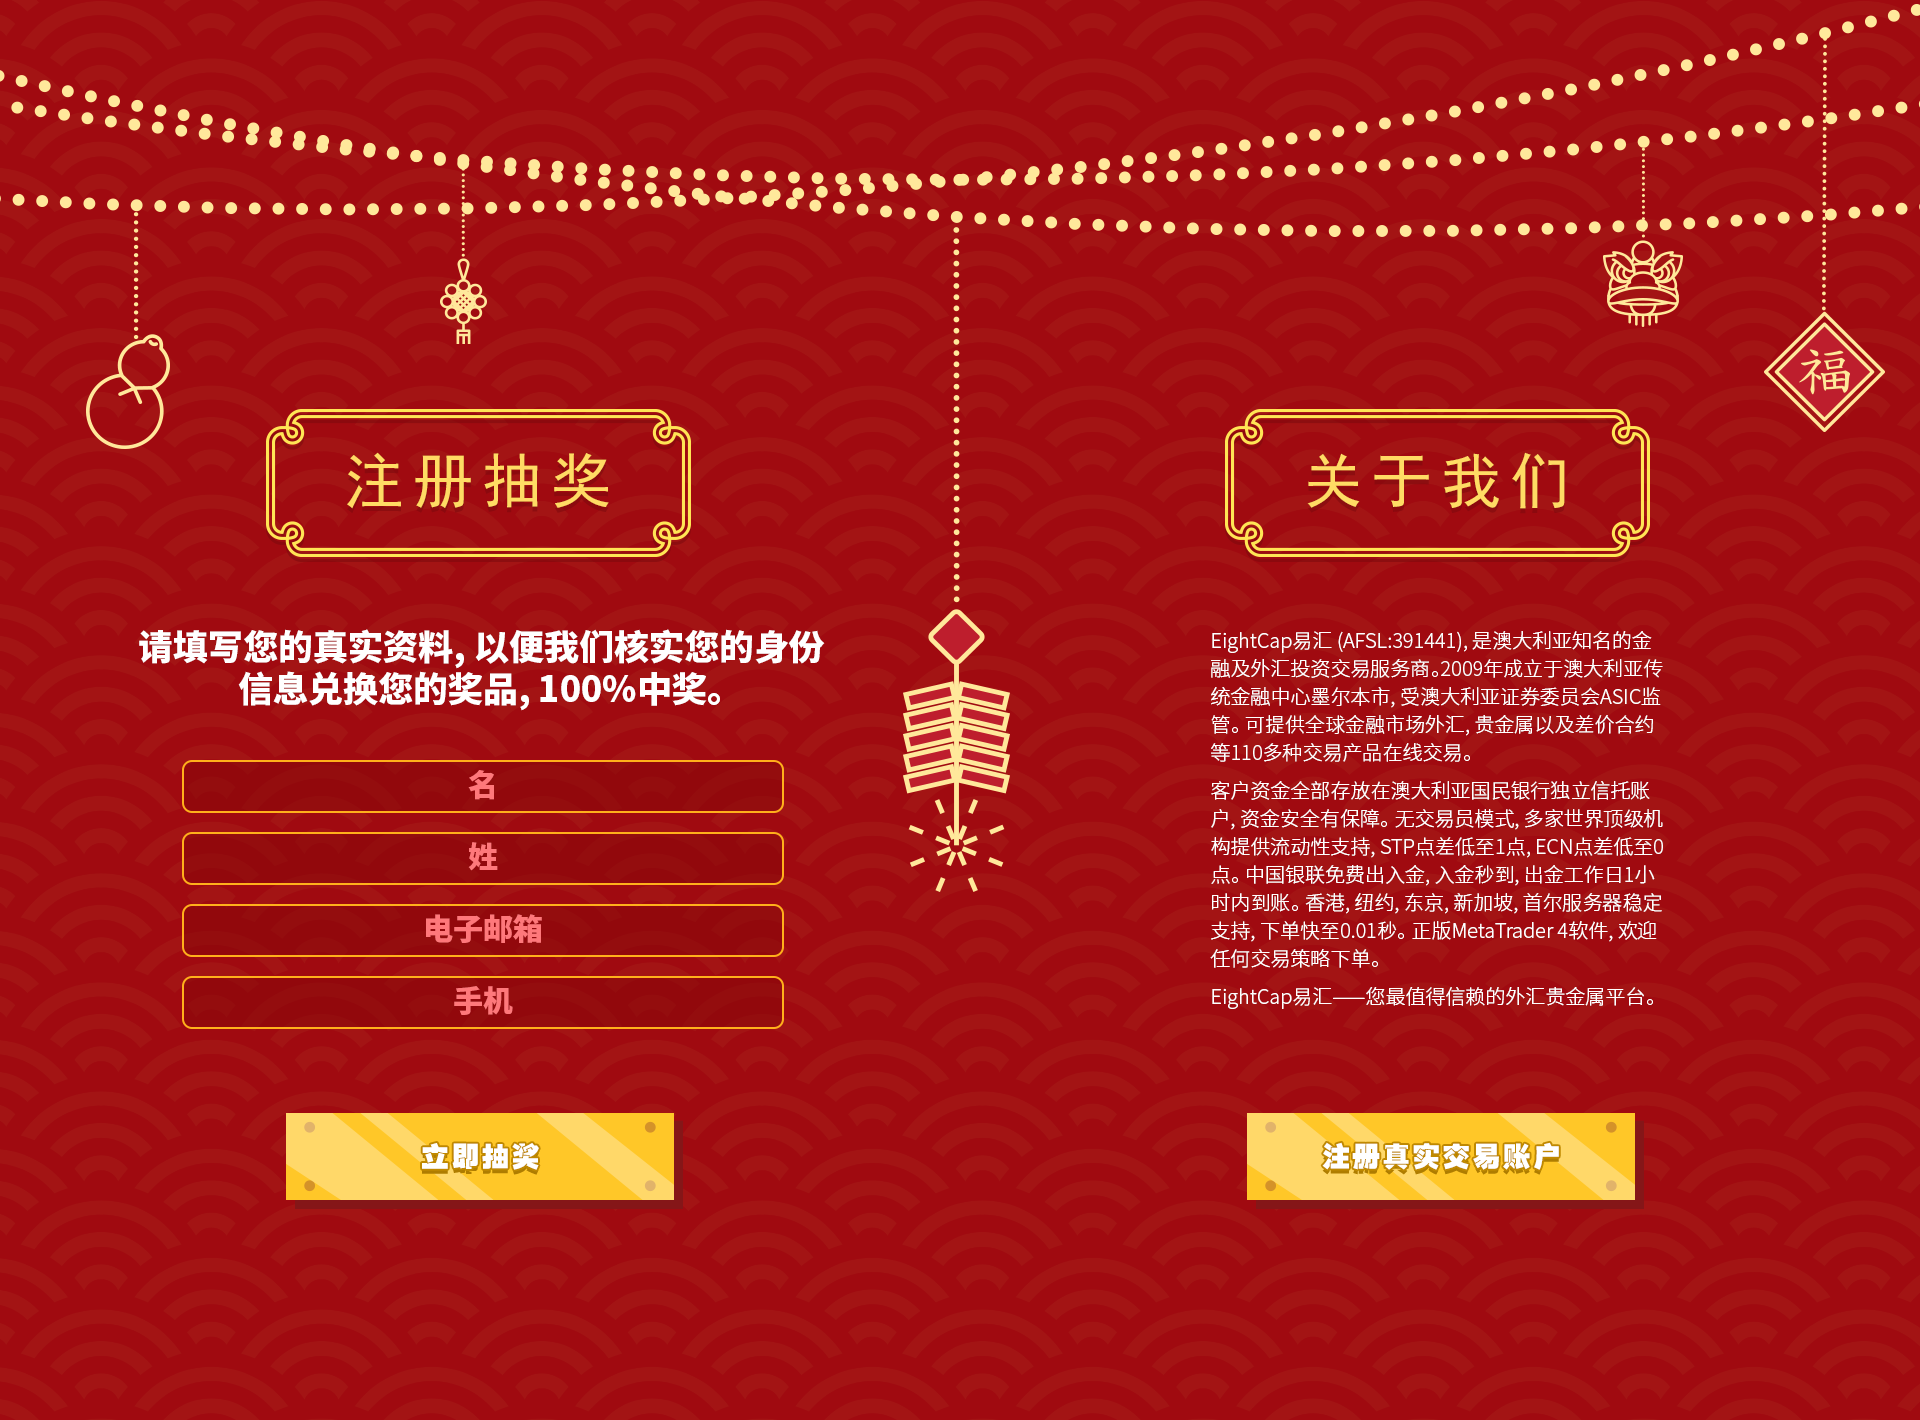 福
注册抽奖
请填写您的真实资料, 以便我们核实您的身份
信息兑换您的奖品, 100%中奖。
名
姓
电子邮箱
手机
立即抽奖
关于我们
EightCap易汇 (AFSL:391441), 是澳大利亚知名的金
融及外汇投资交易服务商。2009年成立于澳大利亚传
统金融中心墨尔本市, 受澳大利亚证券委员会ASIC监
管。可提供全球金融市场外汇, 贵金属以及差价合约
等110多种交易产品在线交易。
客户资金全部存放在澳大利亚国民银行独立信托账
户, 资金安全有保障。无交易员模式, 多家世界顶级机
构提供流动性支持, STP点差低至1点, ECN点差低至0
点。中国银联免费出入金, 入金秒到, 出金工作日1小
时内到账。香港, 纽约, 东京, 新加坡, 首尔服务器稳定
支持, 下单快至0.01秒。正版MetaTrader 4软件, 欢迎
任何交易策略下单。
EightCap易汇——您最值得信赖的外汇贵金属平台。
注册真实交易账户